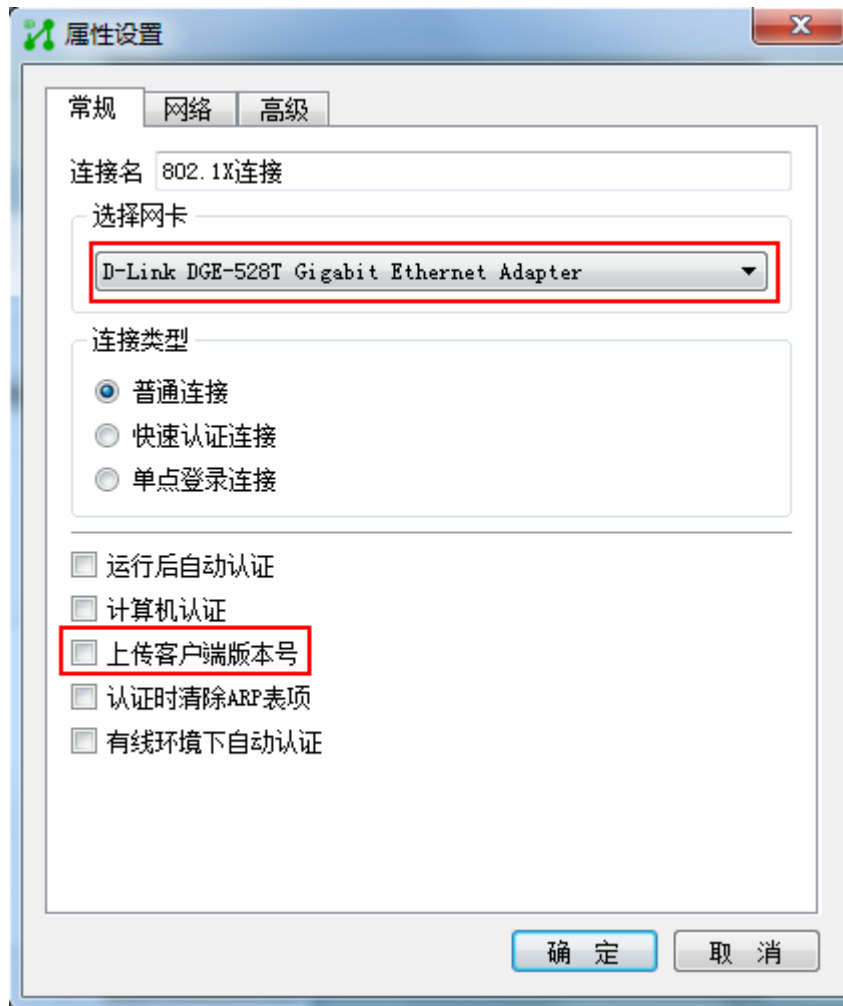 属性设置
常规 网络 高级
连接名 802.1X连接
选择网卡
D-Link DGE-528T Gigabit Ethernet Adapter
连接类型
普通连接
快速认证连接
单点登录连接
运行后自动认证
计算机认证
上传客户端版本号
认证时清除ARP表项
有线环境下自动认证
确 定 取 消